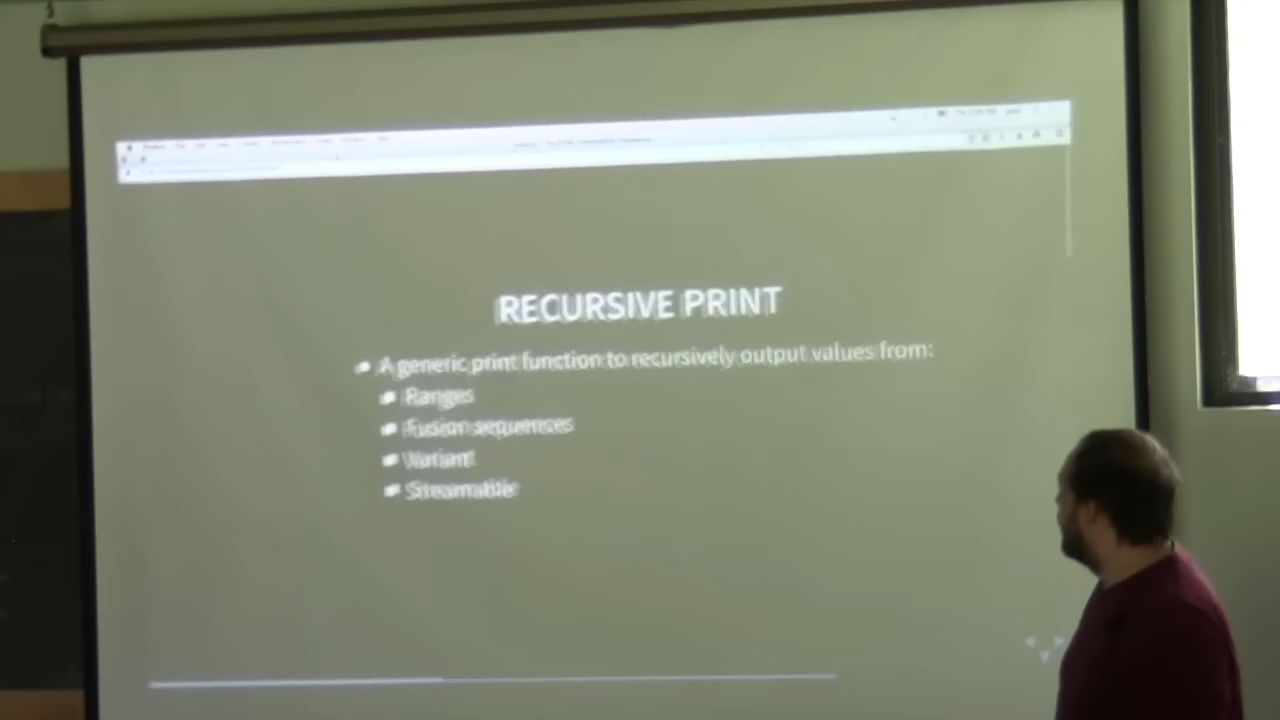 RECURSIVE PRINT
A generic print function to recursively output values from:
Ranges
Fusion sequences
Variant
Streamable